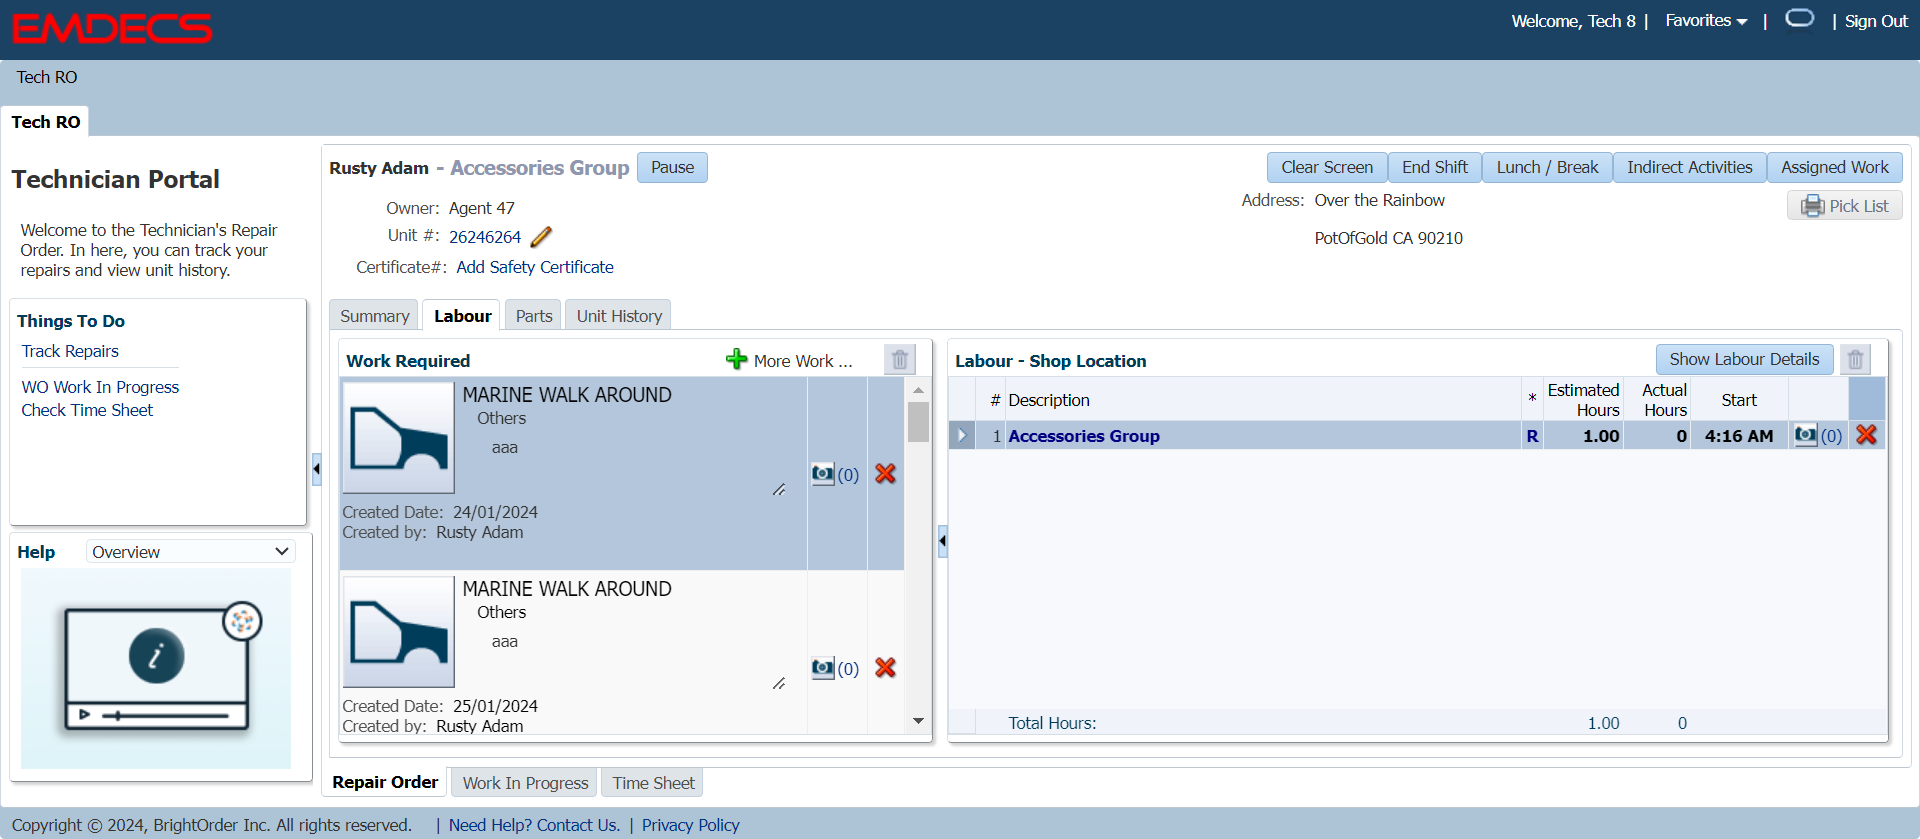 EMDECS
Welcome, Tech 8 | Favorites | | Sign Out
Tech RO
Tech RO
Technician Portal
Welcome to the Technician's Repair
Order. In here, you can track your
repairs and view unit history.
Things To Do
Track Repairs
WO Work In Progress
Check Time Sheet
Help Overview
i
Rusty Adam - Accessories Group Pause
Clear Screen End Shift Lunch / Break Indirect Activities Assigned Work
Owner: Agent 47
Unit #: 26246264
Certificate#: Add Safety Certificate
Address: Over the Rainbow
PotOfGold CA 90210
Pick List
Summary Labour Parts Unit History
Work Required More Work ...
MARINE WALK AROUND
Others
aaa
(0)
Created Date: 24/01/2024
Created by: Rusty Adam
MARINE WALK AROUND
Others
aaa
(0)
Created Date: 25/01/2024
Created by: Rusty Adam
Labour - Shop Location Show Labour Details
# Description * Estimated Hours Actual Hours Start
1 Accessories Group R 1.00 0 4:16 AM (0)
Total Hours: 1.00 0
Repair Order Work In Progress Time Sheet
Copyright © 2024, BrightOrder Inc. All rights reserved. | Need Help? Contact Us. | Privacy Policy